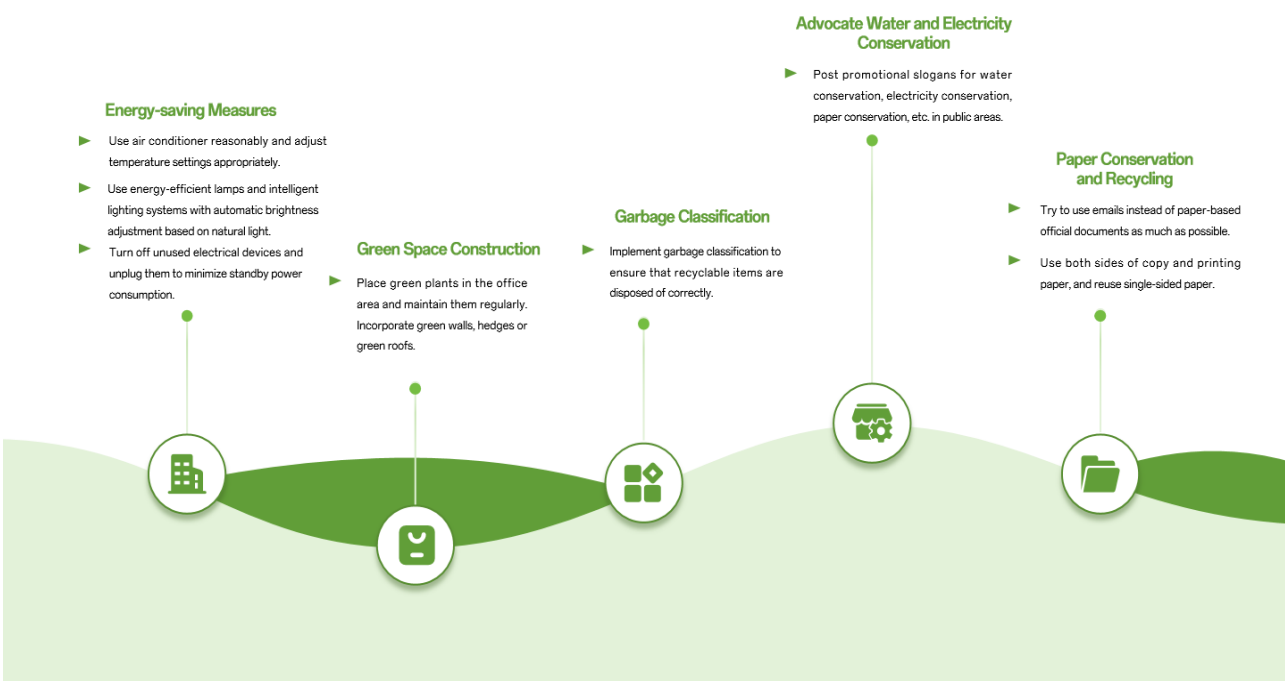 Energy-saving Measures
Use air conditioner reasonably and adjust
temperature settings appropriately.
Use energy-efficient lamps and intelligent
lighting systems with automatic brightness
adjustment based on natural light.
Turn off unused electrical devices and
unplug them to minimize standby power
consumption.
Green Space Construction
Place green plants in the office
area and maintain them regularly.
Incorporate green walls, hedges or
green roofs.
Garbage Classification
Implement garbage classification to
ensure that recyclable items are
disposed of correctly.
Advocate Water and Electricity
Conservation
Post promotional slogans for water
conservation, electricity conservation,
paper conservation, etc. in public areas.
Paper Conservation
and Recycling
Try to use emails instead of paper-based
official documents as much as possible.
Use both sides of copy and printing
paper, and reuse single-sided paper.